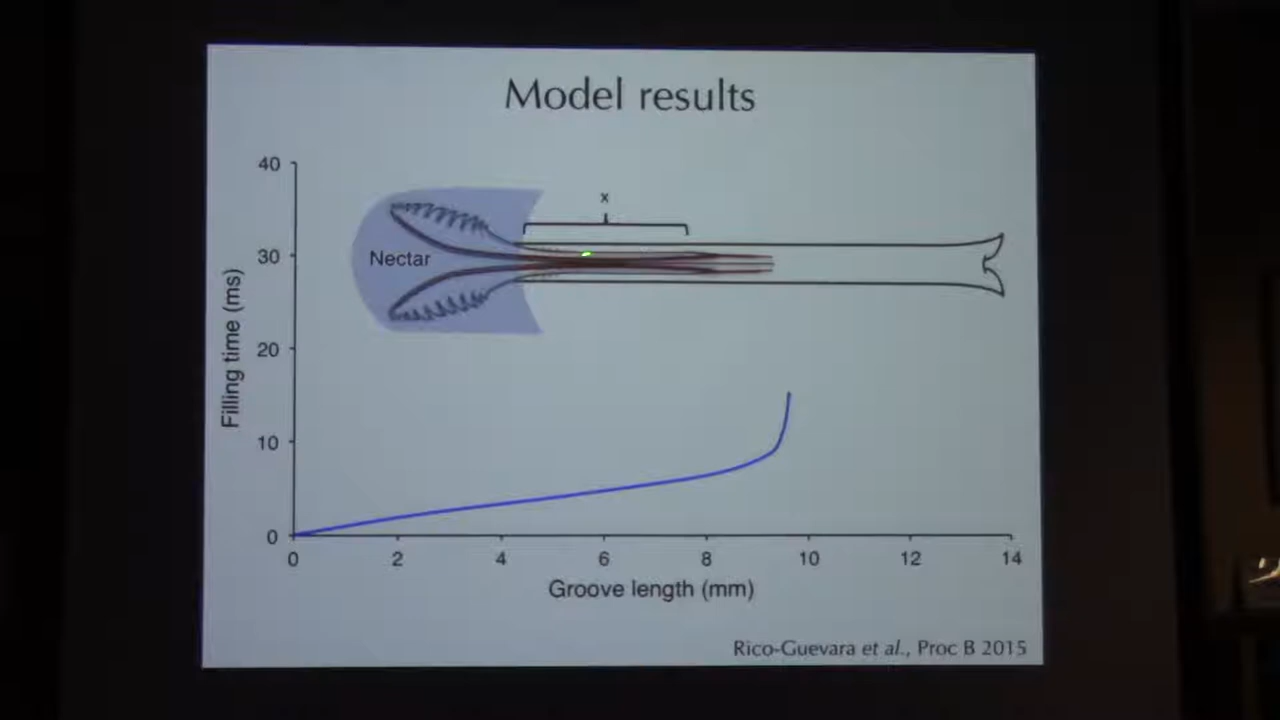 Model results
40
x
30
Nectar
20
Filling time (ms)
10
0
0 2 4 6 8 10 12 14
Groove length (mm)
Rico-Guevara et al., Proc B 2015